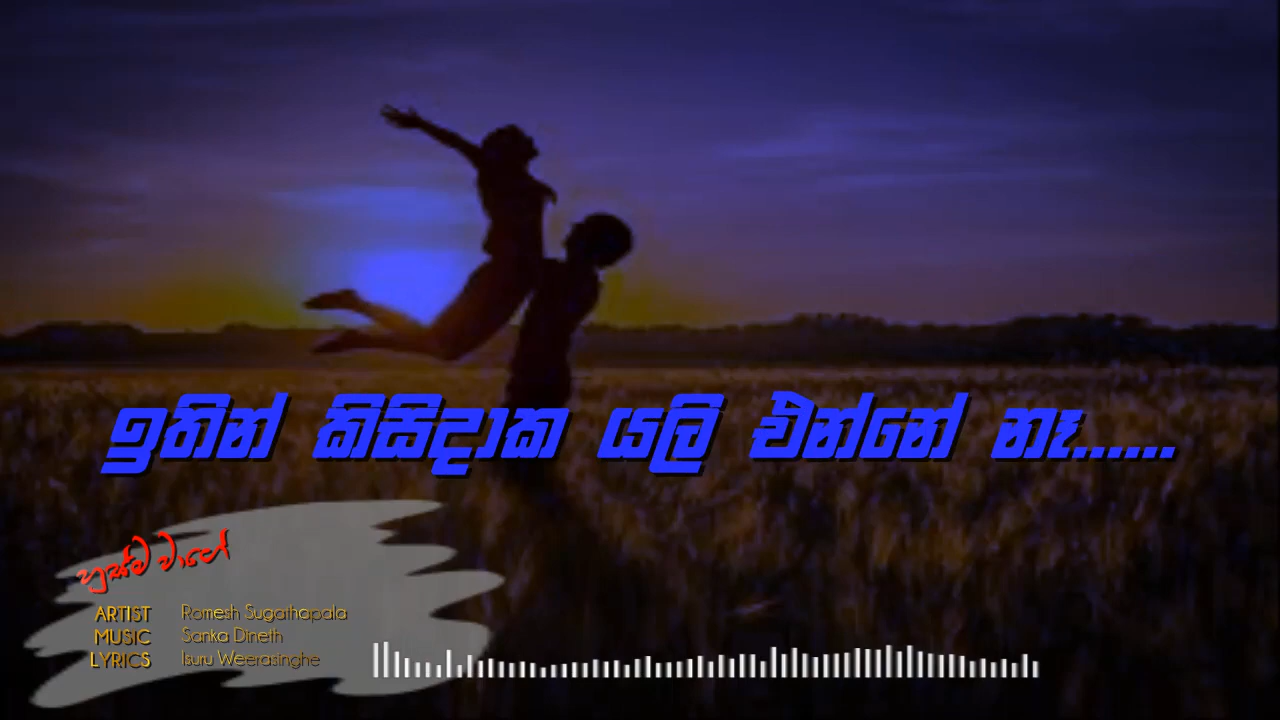 ඉතින් කිසිදාක යලි එන්නේ නෑ......
හුස්ම වාගේ
ARTIST Romesh Sugathapala
MUSIC Sanka Dineth
LYRICS Isuru Weerasinghe